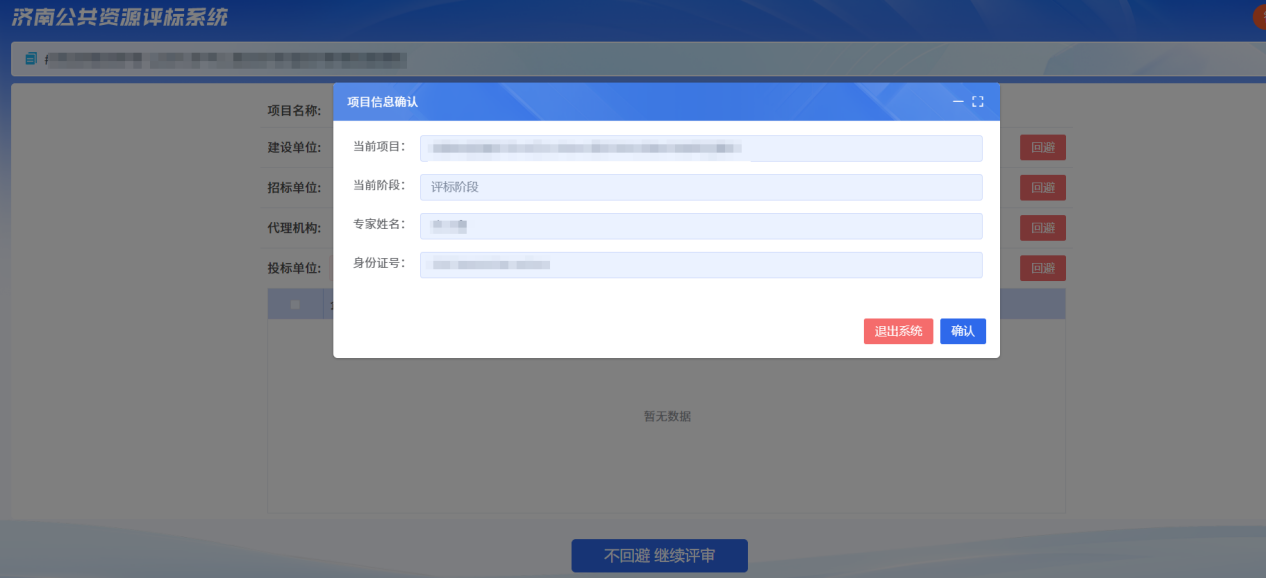 济南公共资源评标系统
项目名称:
项目信息确认
建设单位:
当前项目:
回避
招标单位:
当前阶段:
评标阶段
回避
代理机构:
专家姓名:
回避
投标单位:
身份证号:
回避
退出系统 确认
暂无数据
不回避 继续评审